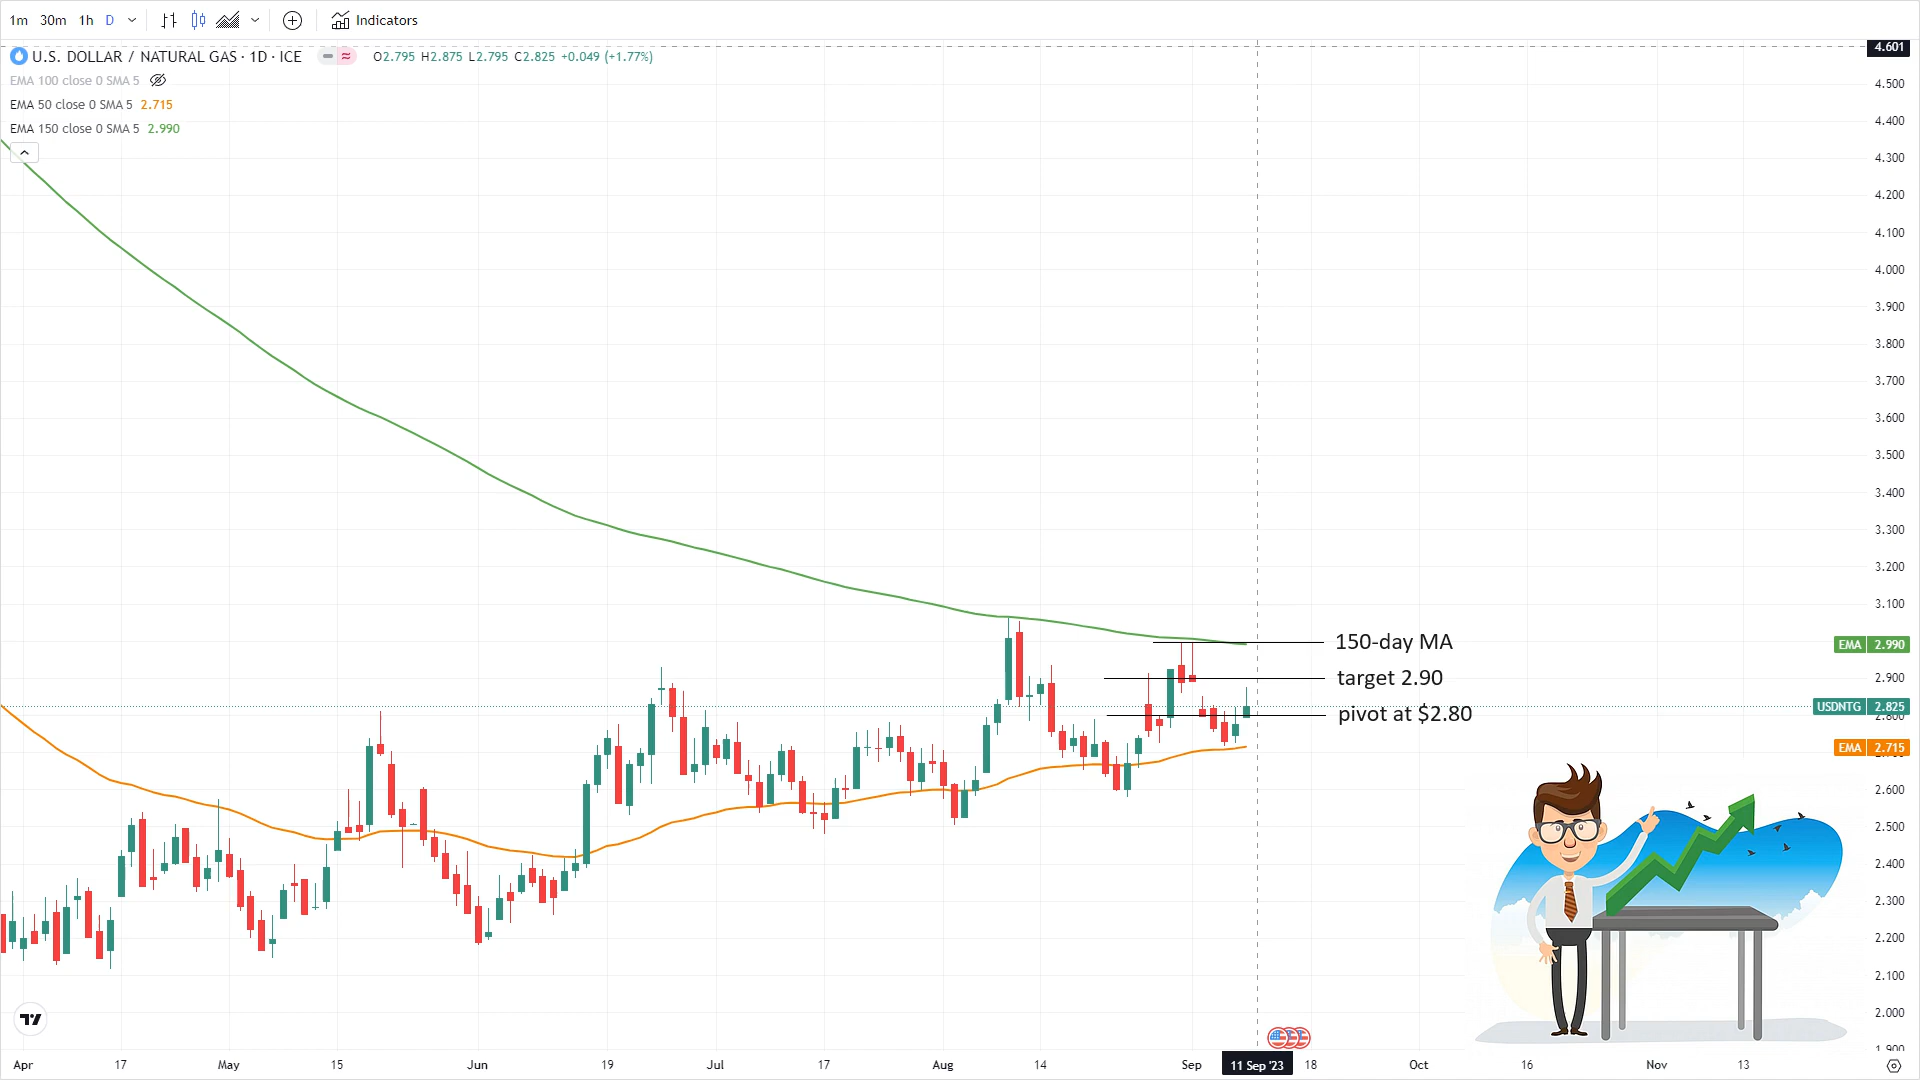 1m 30m 1h D Indicators
4.601
U.S. DOLLAR / NATURAL GAS · 1D · ICE O2.795 H2.875 L2.795 C2.825 +0.049 (+1.77%)
EMA 100 close 0 SMA 5
EMA 50 close 0 SMA 5 2.715
EMA 150 close 0 SMA 5 2.990
4.500
4.400
4.300
4.200
4.100
4.000
3.900
3.800
3.700
3.600
3.500
3.400
3.300
3.200
3.100
150-day MA
EMA 2.990
target 2.90
2.900
USDNTG 2.825
pivot at $2.80
2.800
EMA 2.715
2.600
2.500
2.400
2.300
2.200
2.100
2.000
1.900
Apr 17 May 15 Jun 19 Jul 17 Aug 14 Sep 11 Sep '23 18 Oct 16 Nov 13